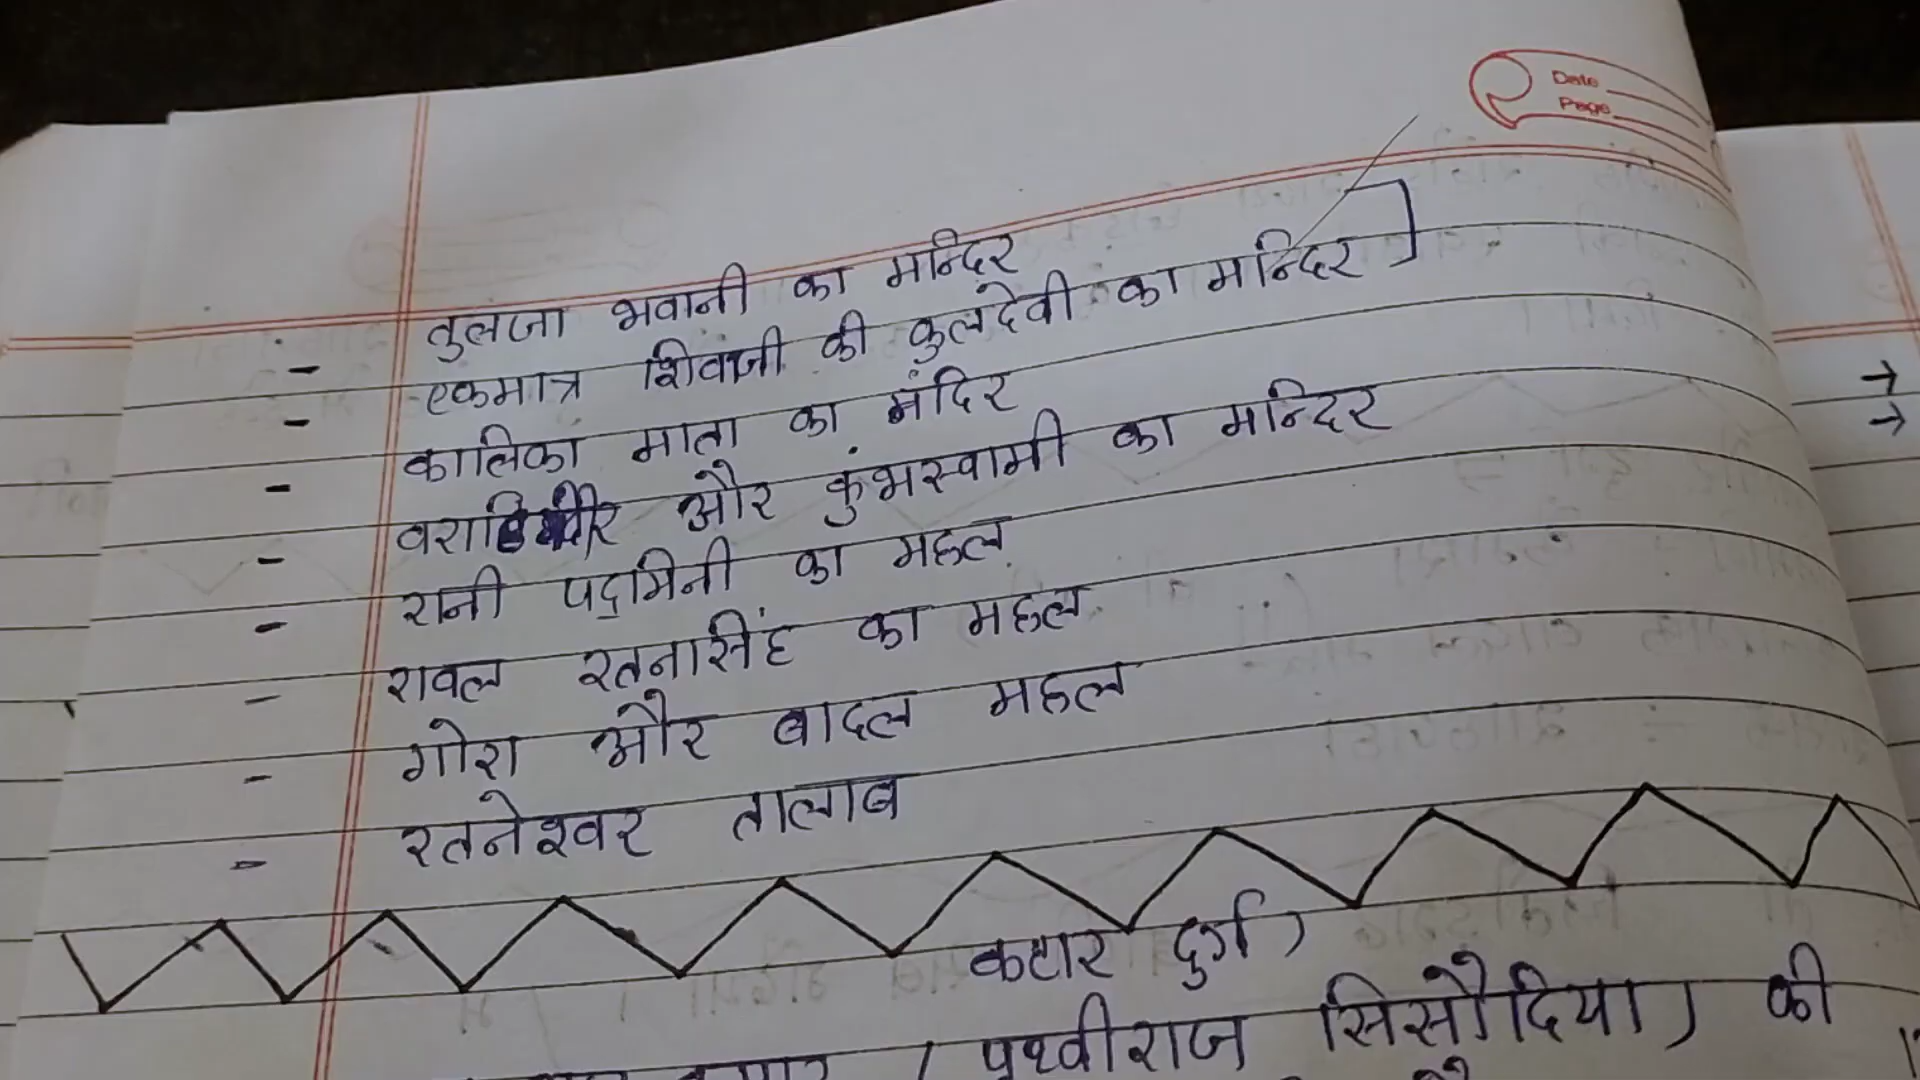 Date
Page
- तुलजा भवानी का मन्दिर
- एकमात्र शिवाजी की कुलदेवी का मन्दिर]
- कालिका माता का मंदिर
- और कुंभस्वामी का मन्दिर
- रानी पद्मिनी का महल
- रावल रतनासिंह का महल
- गोरा और बादल महल
- रतनेश्वर तालाब
कटार दुर्ग)
/ पृथ्वीराज सिसौदिया) की
→
→